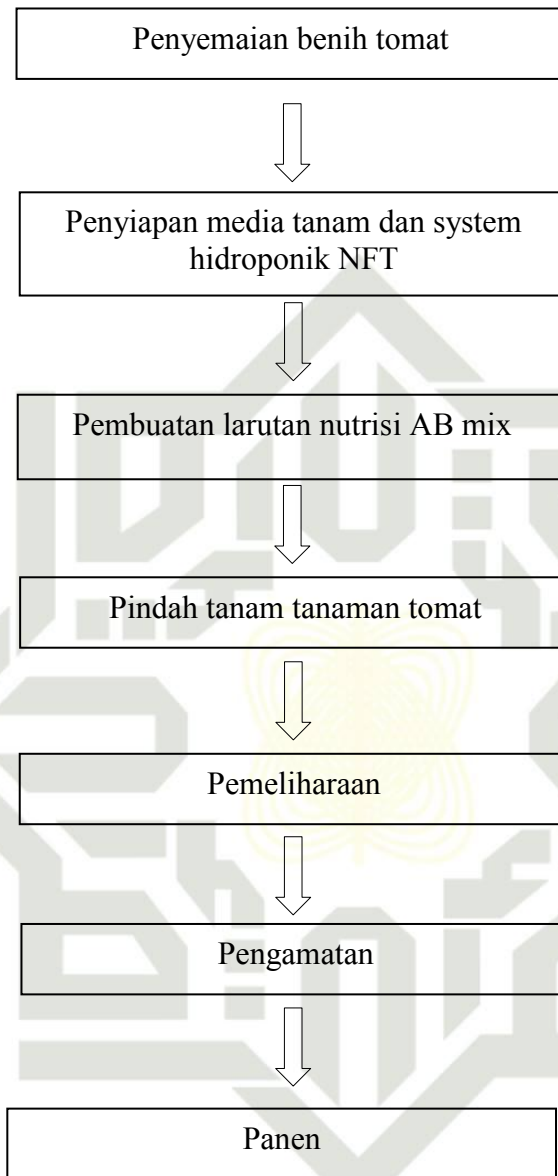 Penyemaian benih tomat
Penyiapan media tanam dan system
hidroponik NFT
Pembuatan larutan nutrisi AB mix
Pindah tanam tanaman tomat
Pemeliharaan
Pengamatan
Panen